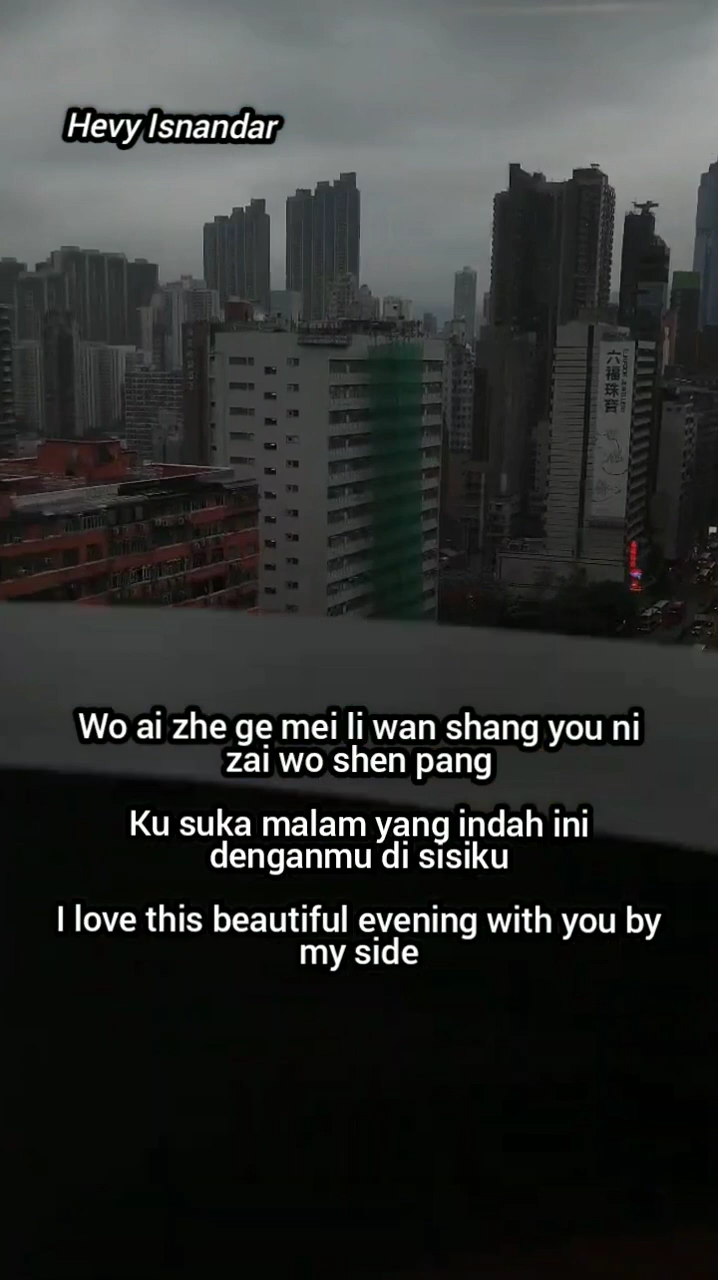 Hevy Isnandar
六福珠寶
Wo ai zhe ge mei li wan shang you ni
zai wo shen pang
Ku suka malam yang indah ini
denganmu di sisiku
I love this beautiful evening with you by
my side